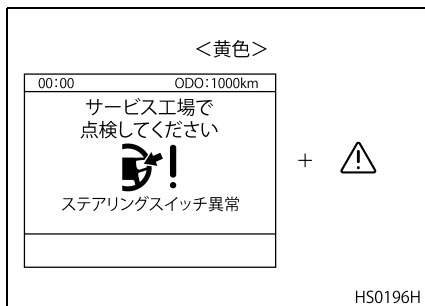 ＜黄色＞
00:00 ODO:1000km
サービス工場で
点検してください
ステアリングスイッチ異常
+
HS0196H